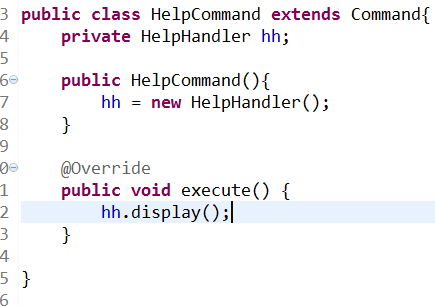 3 public class HelpCommand extends Command{
4     private HelpHandler hh;
5
6     public HelpCommand(){
7         hh = new HelpHandler();
8     }
9
0     @Override
1     public void execute() {
2         hh.display();
3     }
4
5 }
6